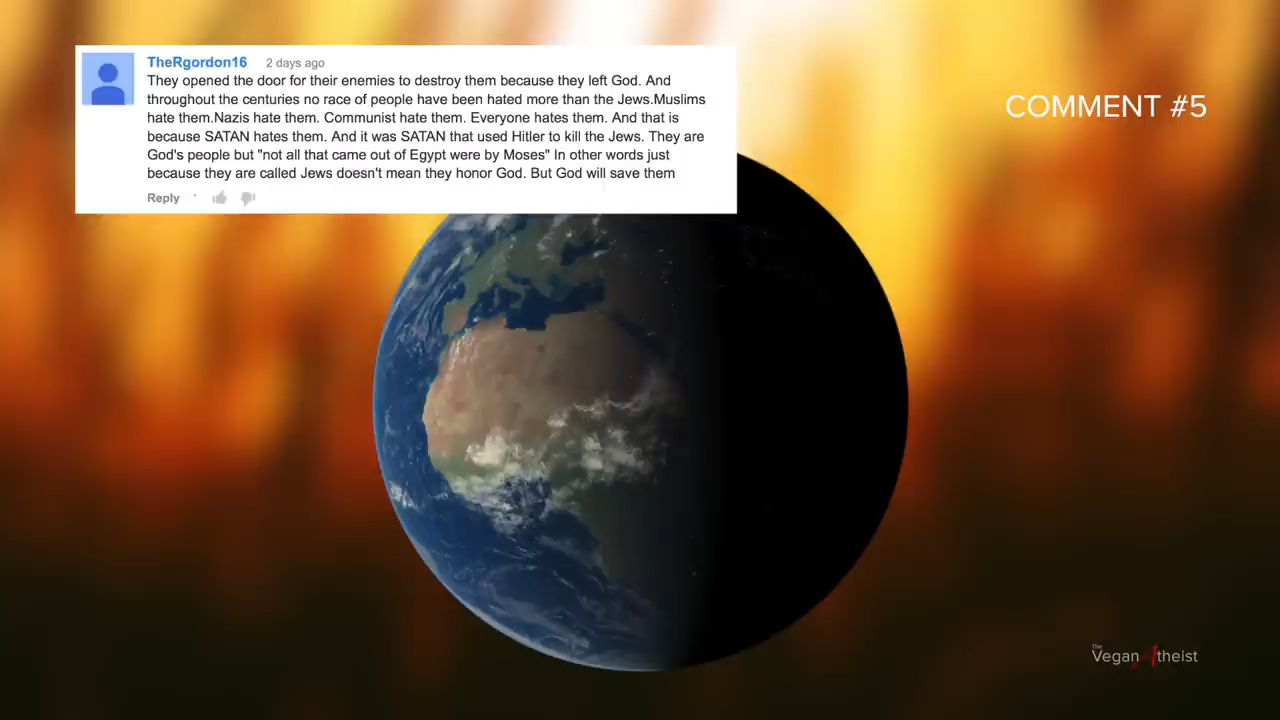 TheRgordon16 2 days ago
They opened the door for their enemies to destroy them because they left God. And
throughout the centuries no race of people have been hated more than the Jews.Muslims
hate them.Nazis hate them. Communist hate them. Everyone hates them. And that is
because SATAN hates them. And it was SATAN that used Hitler to kill the Jews. They are
God's people but "not all that came out of Egypt were by Moses" In other words just
because they are called Jews doesn't mean they honor God. But God will save them
Reply
COMMENT #5
The
Vegan Atheist